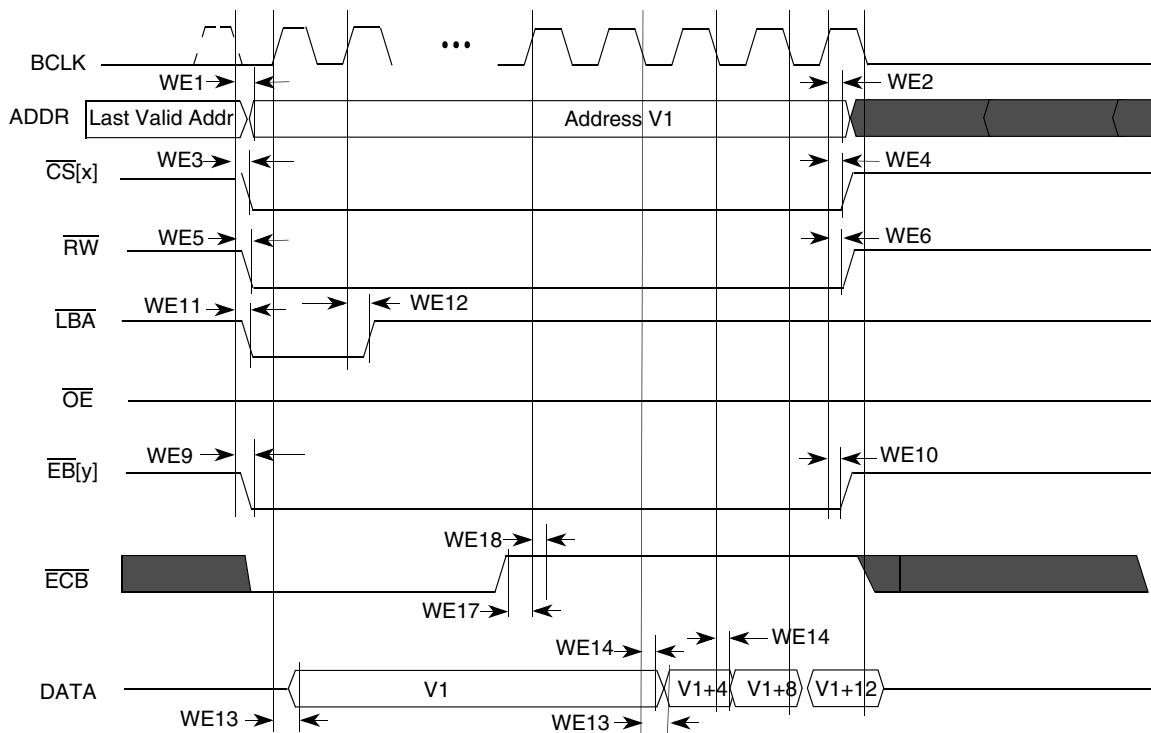 ...
BCLK
WE1
WE2
ADDR
Last Valid Addr
Address V1
WE3
WE4
CS[x]
WE5
WE6
RW
WE11
WE12
LBA
OE
WE9
WE10
EB[y]
WE18
ECB
WE17
WE14
WE14
DATA
V1
V1+4
V1+8
V1+12
WE13
WE13